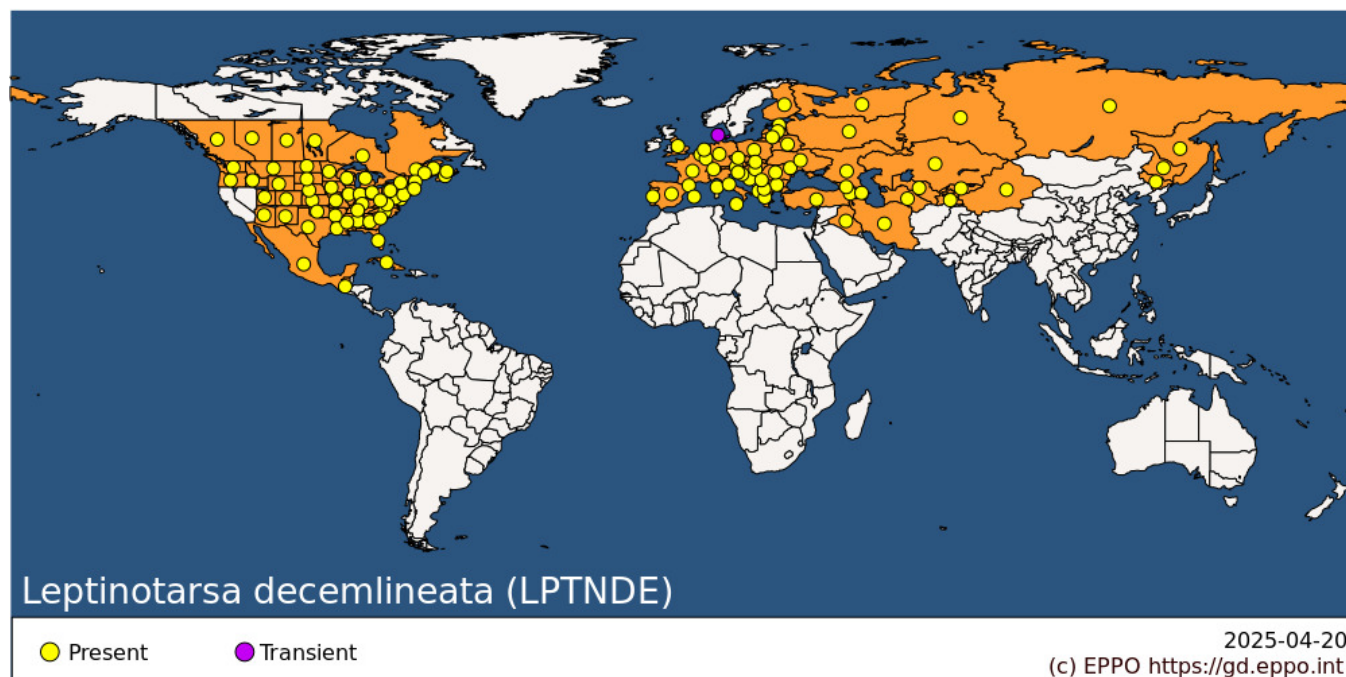 Leptinotarsa decemlineata (LPTNDE)
Present
Transient
2025-04-20
(c) EPPO https://gd.eppo.int